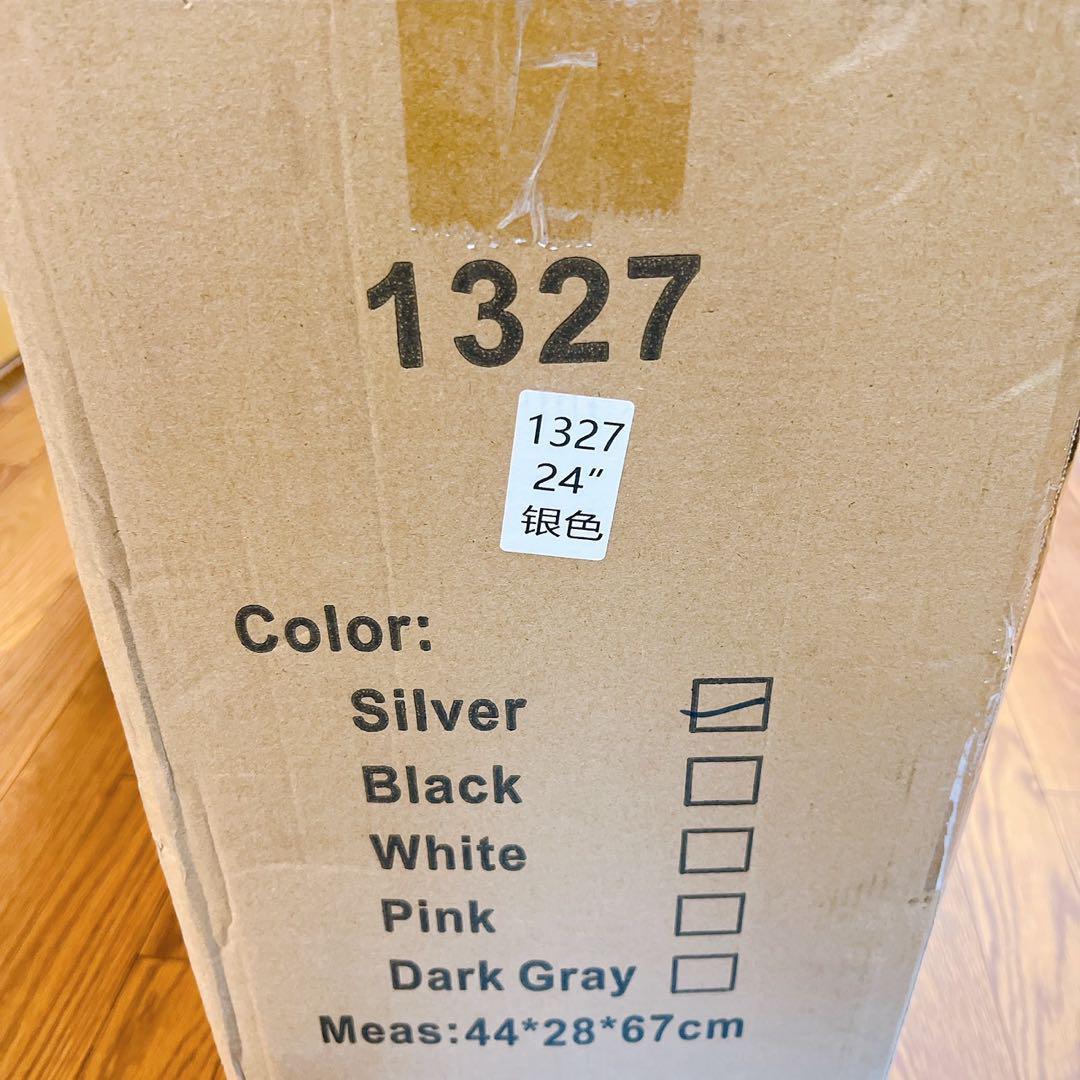 1327
1327
24“
银色
Color:
Silver
Black
White
Pink
Dark Gray
Meas:44*28*67cm